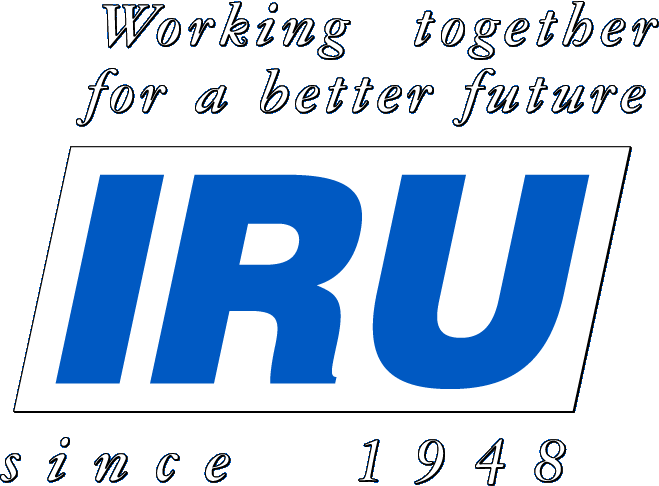 Working together
for a better future
IRU
since 1948